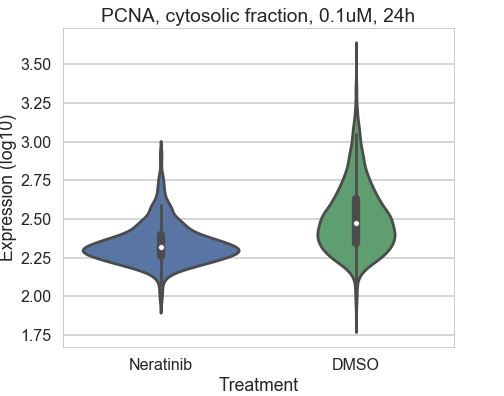 PCNA, cytosolic fraction, 0.1uM, 24h
Expression (log10)
3.50
3.25
3.00
2.75
2.50
2.25
2.00
1.75
Neratinib DMSO
Treatment